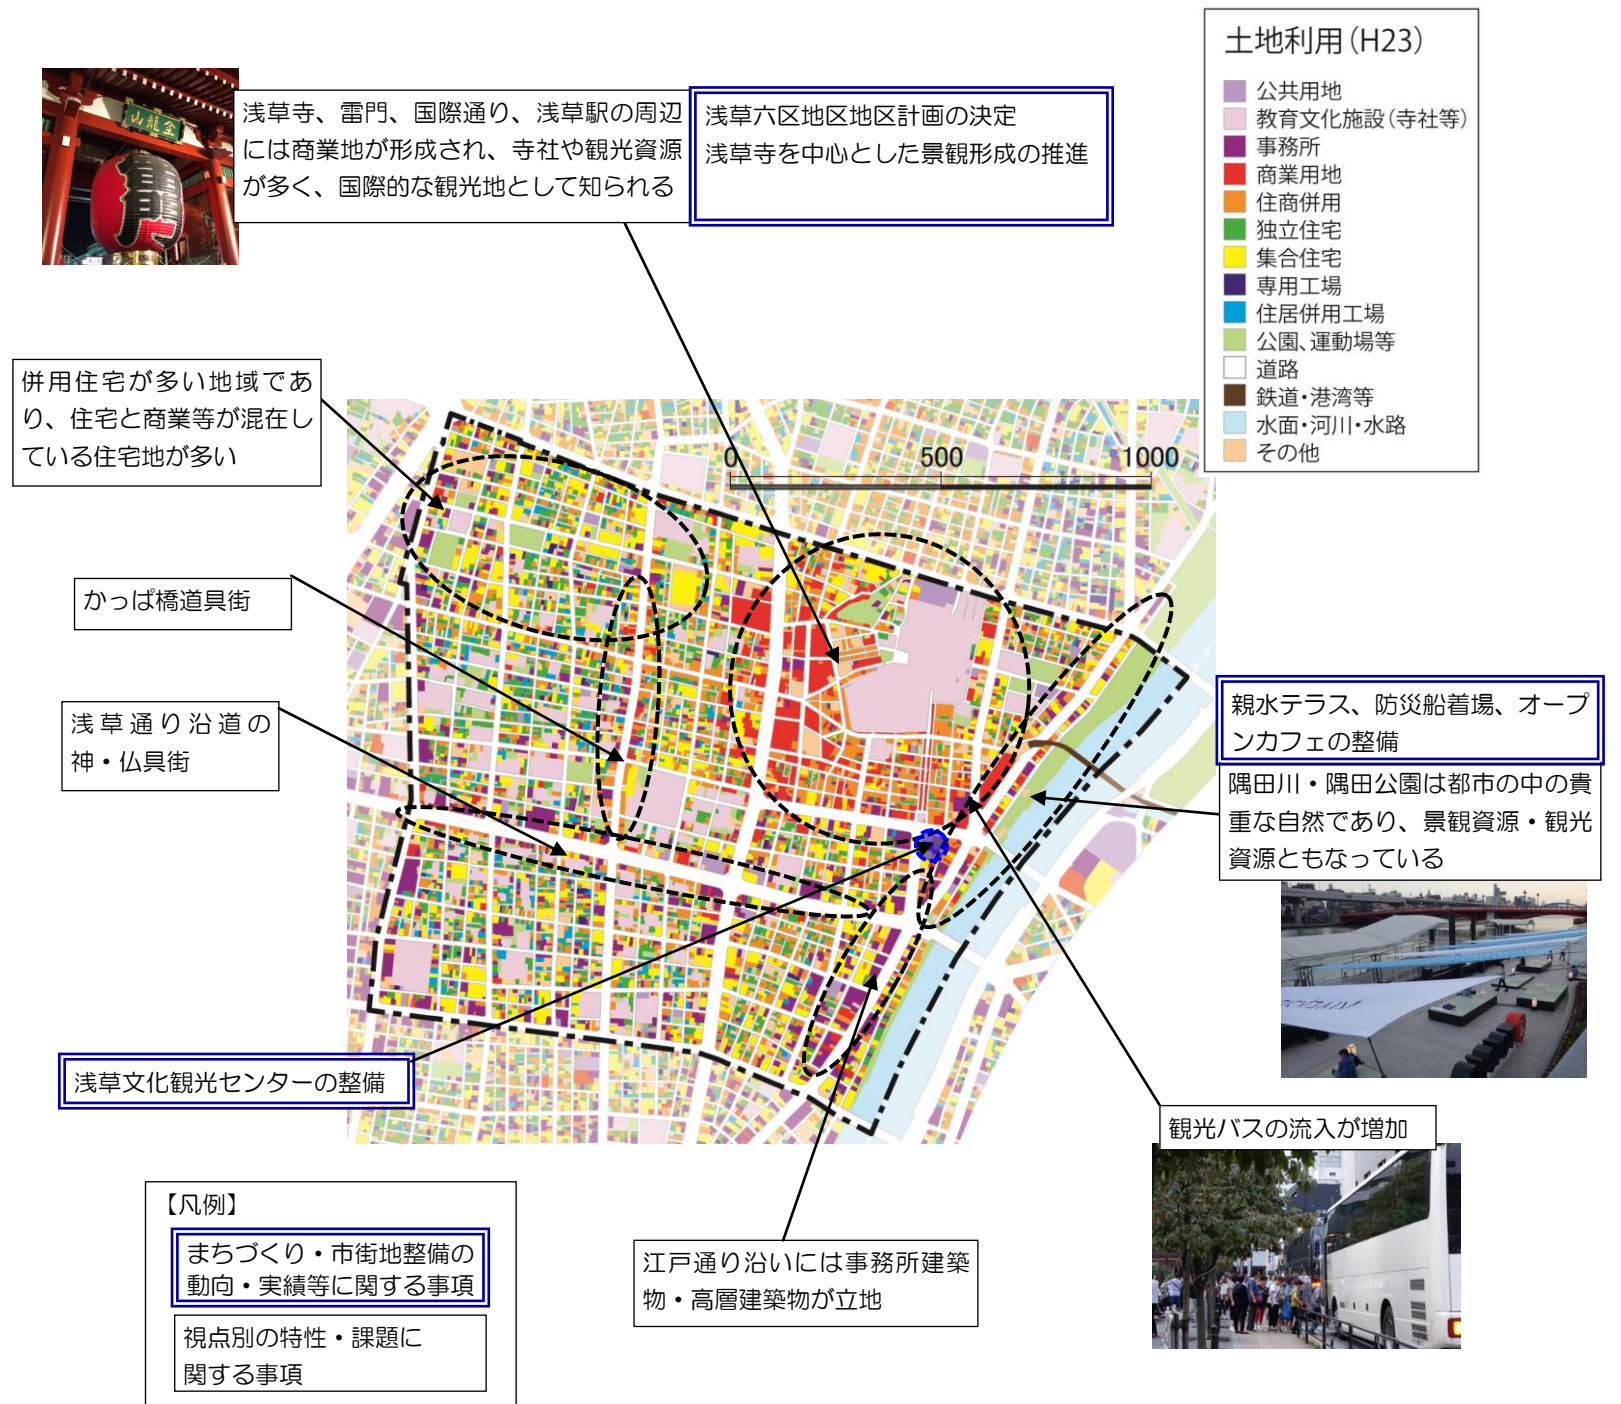 土地利用(H23)
公共用地
教育文化施設(寺社等)
事務所
商業用地
住商併用
独立住宅
集合住宅
専用工場
住居併用工場
公園、運動場等
道路
鉄道・港湾等
水面・河川・水路
その他
金龍山
浅草寺、雷門、国際通り、浅草駅の周辺
には商業地が形成され、寺社や観光資源
が多く、国際的な観光地として知られる
浅草六区地区地区計画の決定
浅草寺を中心とした景観形成の推進
併用住宅が多い地域であ
り、住宅と商業等が混在し
ている住宅地が多い
0 500 1000
かっぱ橋道具街
浅草通り沿道の
神・仏具街
親水テラス、防災船着場、オープ
ンカフェの整備
隅田川・隅田公園は都市の中の貴
重な自然であり、景観資源・観光
資源ともなっている
浅草文化観光センターの整備
観光バスの流入が増加
江戸通り沿いには事務所建築
物・高層建築物が立地
【凡例】
まちづくり・市街地整備の
動向・実績等に関する事項
視点別の特性・課題に
関する事項